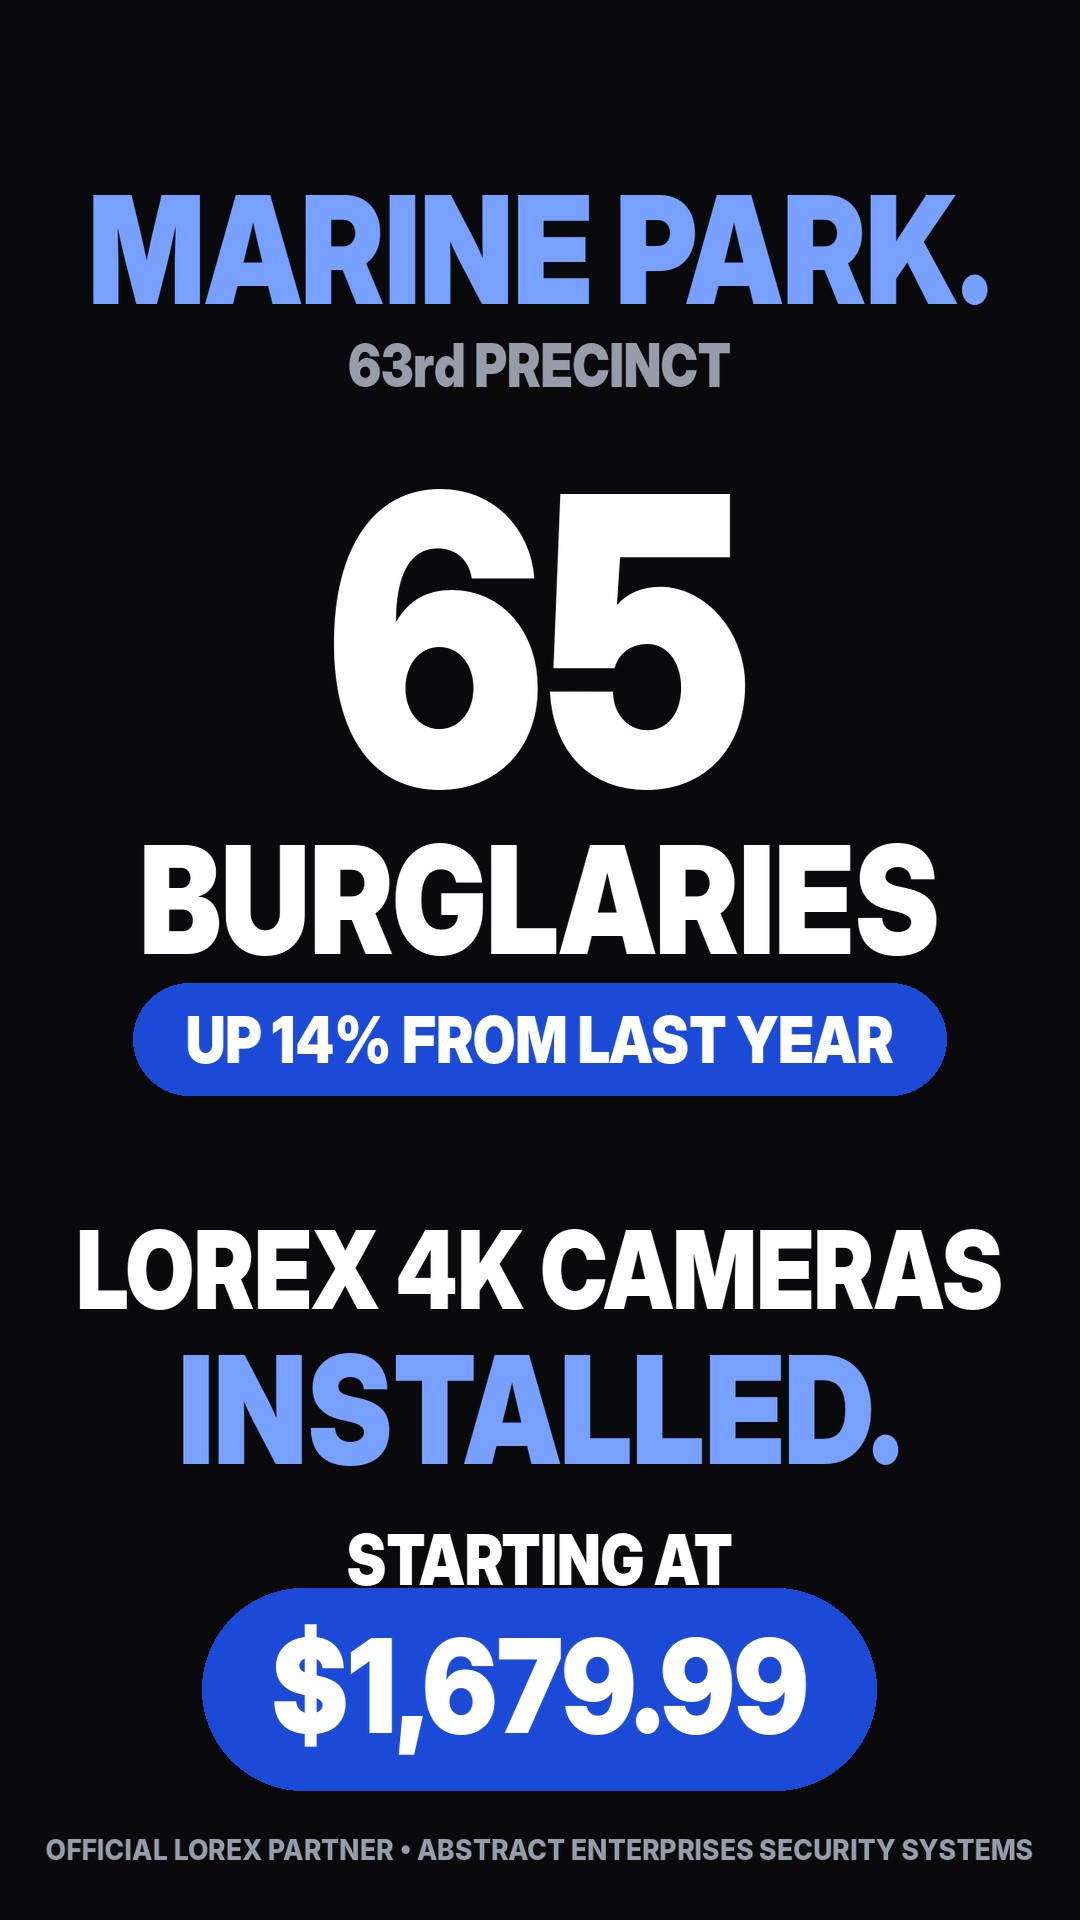 MARINE PARK.
63rd PRECINCT
65
BURGLARIES
UP 14% FROM LAST YEAR
LOREX 4K CAMERAS
INSTALLED.
STARTING AT
$1,679.99
OFFICIAL LOREX PARTNER • ABSTRACT ENTERPRISES SECURITY SYSTEMS